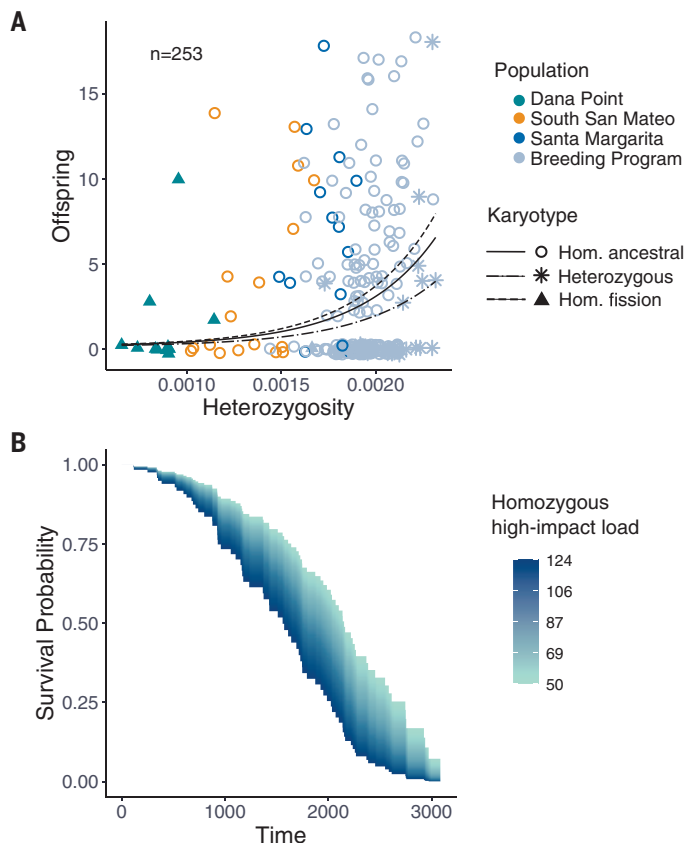 A
n=253
Offspring
15
10
5
0
0.0010
0.0015
0.0020
Heterozygosity
Population
Dana Point
South San Mateo
Santa Margarita
Breeding Program
Karyotype
Hom. ancestral
Heterozygous
Hom. fission
B
Survival Probability
1.00
0.75
0.50
0.25
0.00
0
1000
2000
3000
Time
Homozygous
high-impact load
124
106
87
69
50